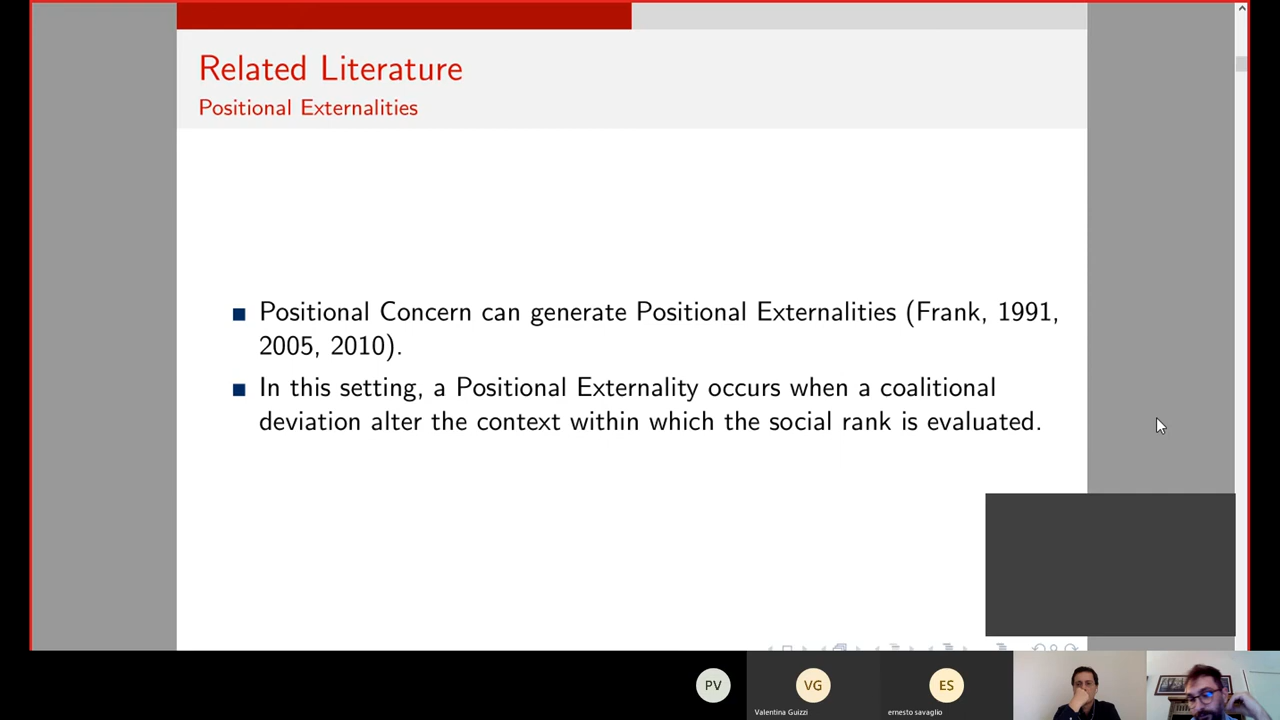 Related Literature
Positional Externalities
Positional Concern can generate Positional Externalities (Frank, 1991,
2005, 2010).
In this setting, a Positional Externality occurs when a coalitional
deviation alter the context within which the social rank is evaluated.
PV
VG
ES
Valentina Guizzi
ernesto savaglio